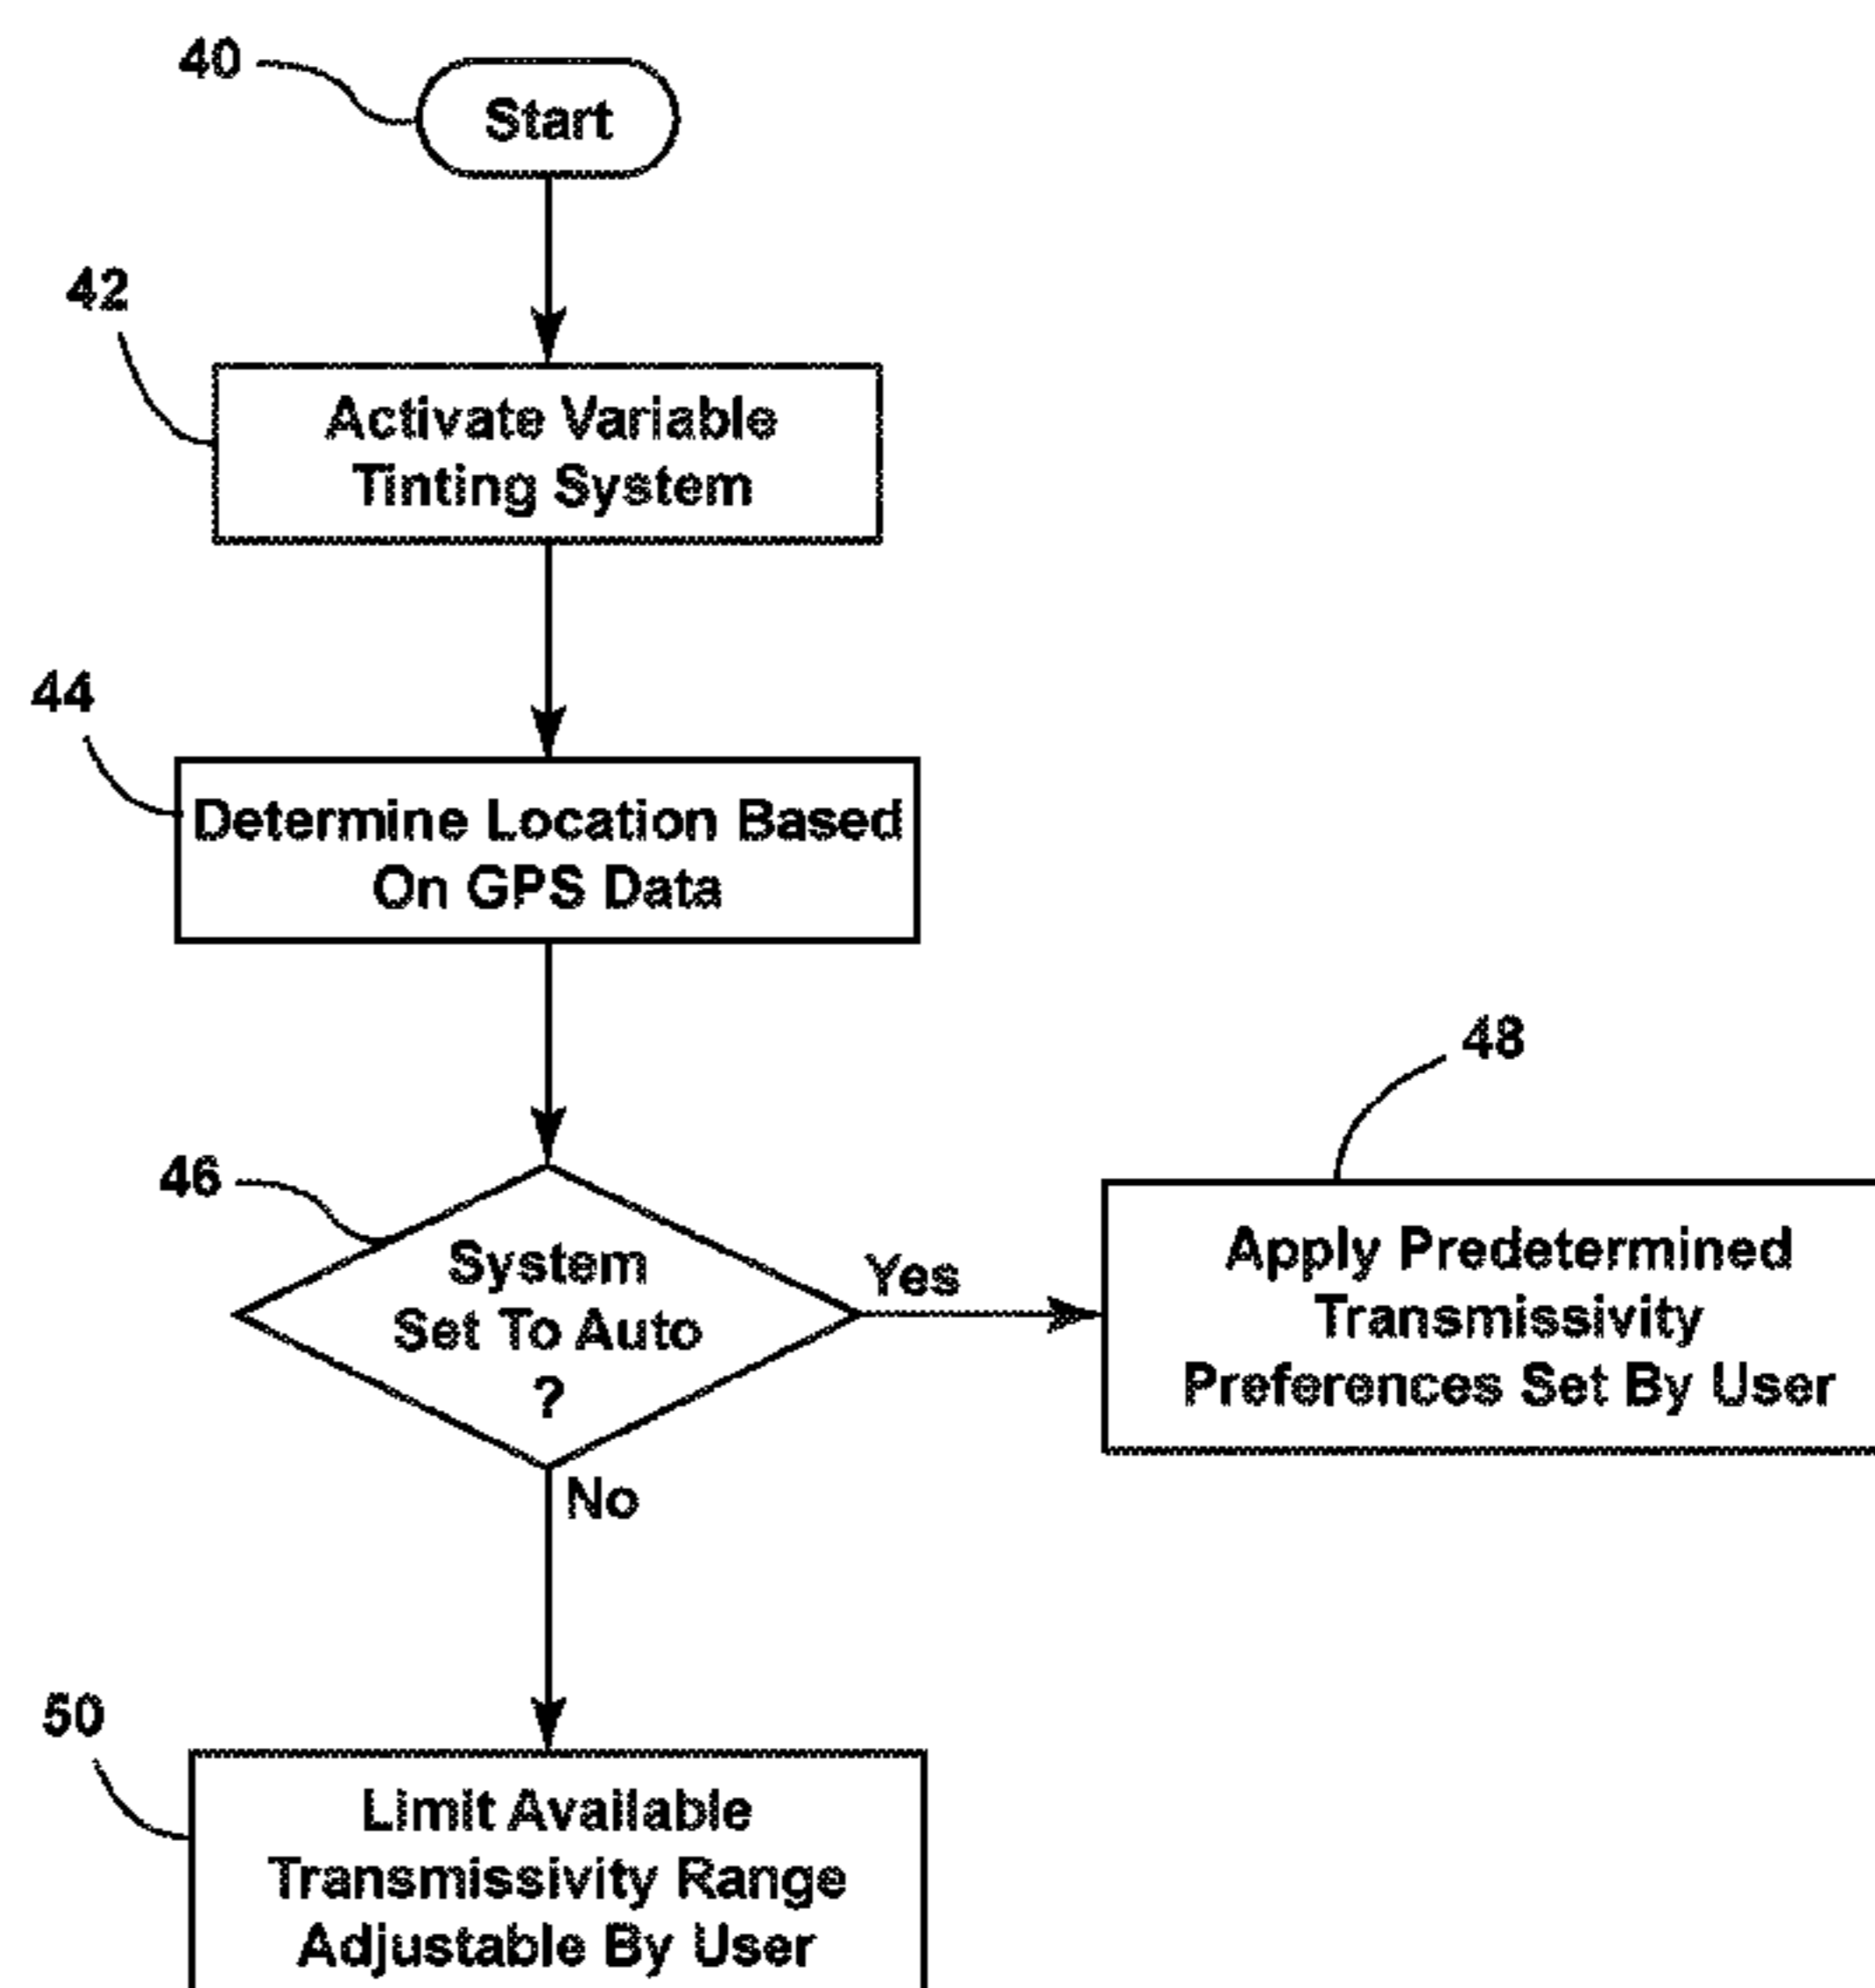 40
Start
42
Activate Variable
Tinting System
44
Determine Location Based
On GPS Data
46
System
Set To Auto
?
Yes
48
Apply Predetermined
Transmissivity
Preferences Set By User
No
50
Limit Available
Transmissivity Range
Adjustable By User